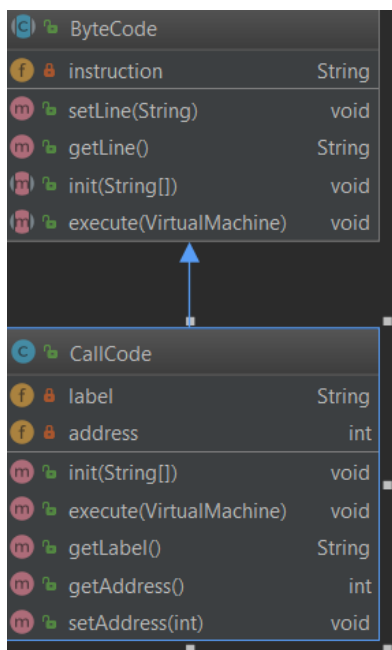 ByteCode
instruction String
setLine(String) void
getLine() String
init(String[]) void
execute(VirtualMachine) void
CallCode
label String
address int
init(String[]) void
execute(VirtualMachine) void
getLabel() String
getAddress() int
setAddress(int) void